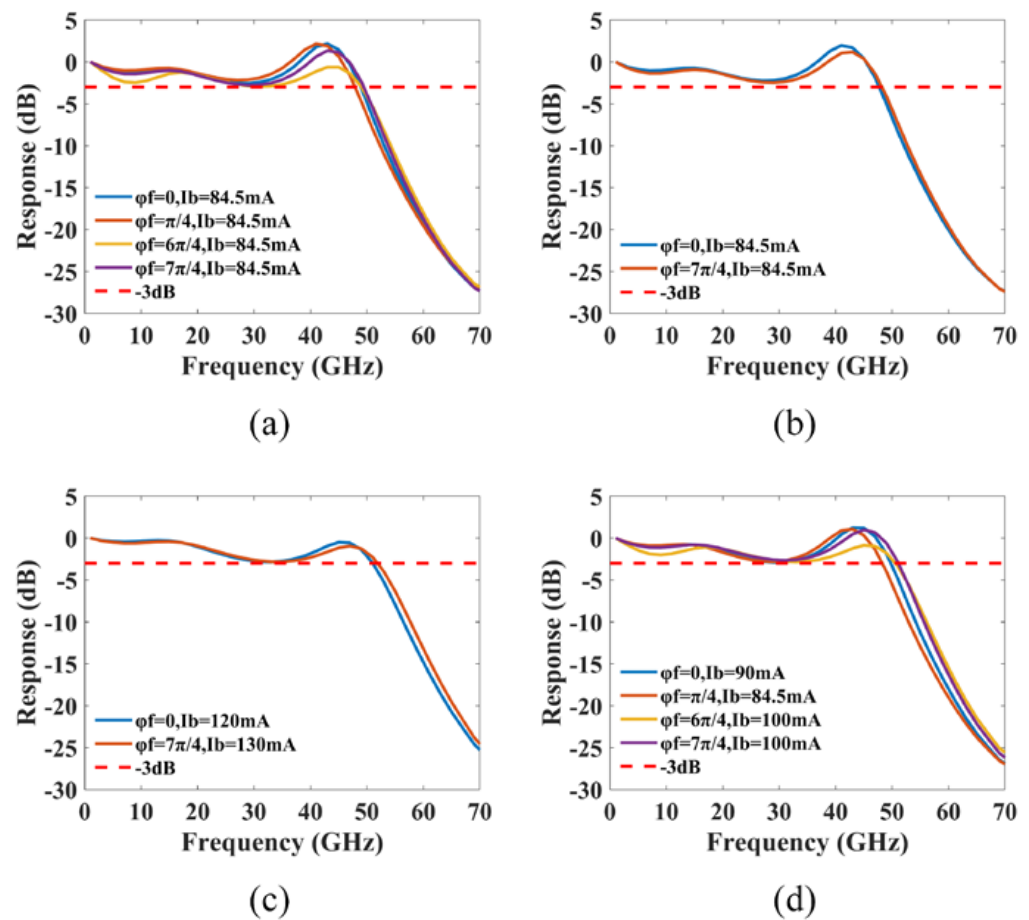 5
0
-5
-10
-15
-20
-25
-30
Response (dB)
φf=0,Ib=84.5mA
φf=π/4,Ib=84.5mA
φf=6π/4,Ib=84.5mA
φf=7π/4,Ib=84.5mA
-3dB
0 10 20 30 40 50 60 70
Frequency (GHz)
(a)
5
0
-5
-10
-15
-20
-25
-30
Response (dB)
φf=0,Ib=84.5mA
φf=7π/4,Ib=84.5mA
-3dB
0 10 20 30 40 50 60 70
Frequency (GHz)
(b)
5
0
-5
-10
-15
-20
-25
-30
Response (dB)
φf=0,Ib=120mA
φf=7π/4,Ib=130mA
-3dB
0 10 20 30 40 50 60 70
Frequency (GHz)
(c)
5
0
-5
-10
-15
-20
-25
-30
Response (dB)
φf=0,Ib=90mA
φf=π/4,Ib=84.5mA
φf=6π/4,Ib=100mA
φf=7π/4,Ib=100mA
-3dB
0 10 20 30 40 50 60 70
Frequency (GHz)
(d)